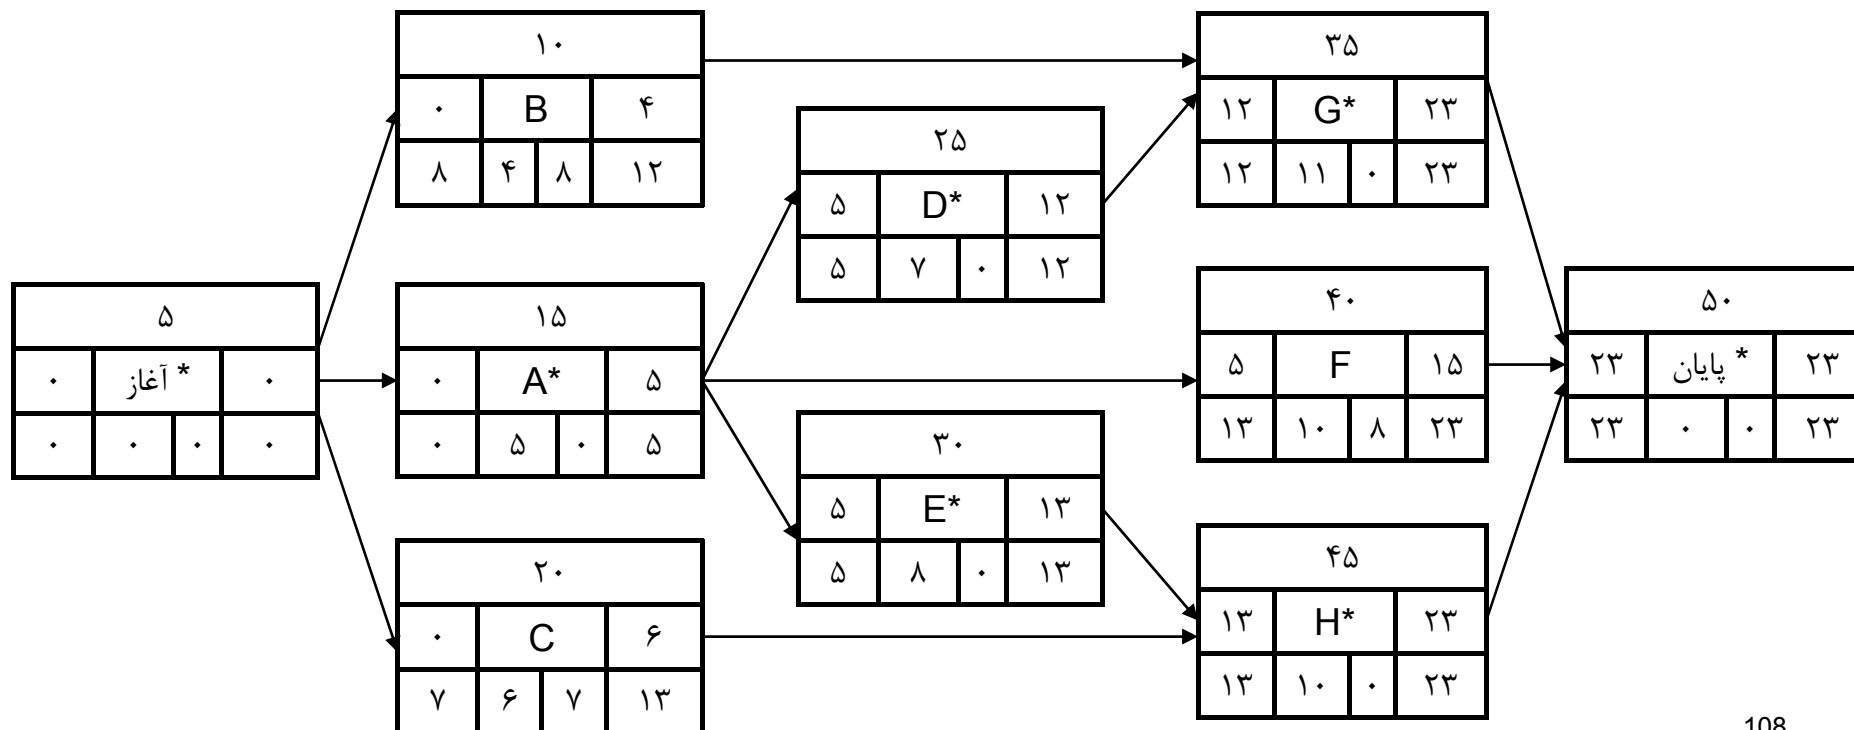 ۱۰
۰ B ۴
۸ ۴ ۸ ۱۲
۳۵
۱۲ G* ۲۳
۱۲ ۱۱ ۰ ۲۳
۲۵
۵ D* ۱۲
۵ ۷ ۰ ۱۲
۵
۰ آغاز * ۰
۰ ۰ ۰ ۰
۱۵
۰ A* ۵
۰ ۵ ۰ ۵
۴۰
۵ F ۱۵
۱۳ ۱۰ ۸ ۲۳
۵۰
۲۳ پایان * ۲۳
۲۳ ۰ ۰ ۲۳
۳۰
۵ E* ۱۳
۵ ۸ ۰ ۱۳
۲۰
۰ C ۶
۷ ۶ ۷ ۱۳
۴۵
۱۳ H* ۲۳
۱۳ ۱۰ ۰ ۲۳
108